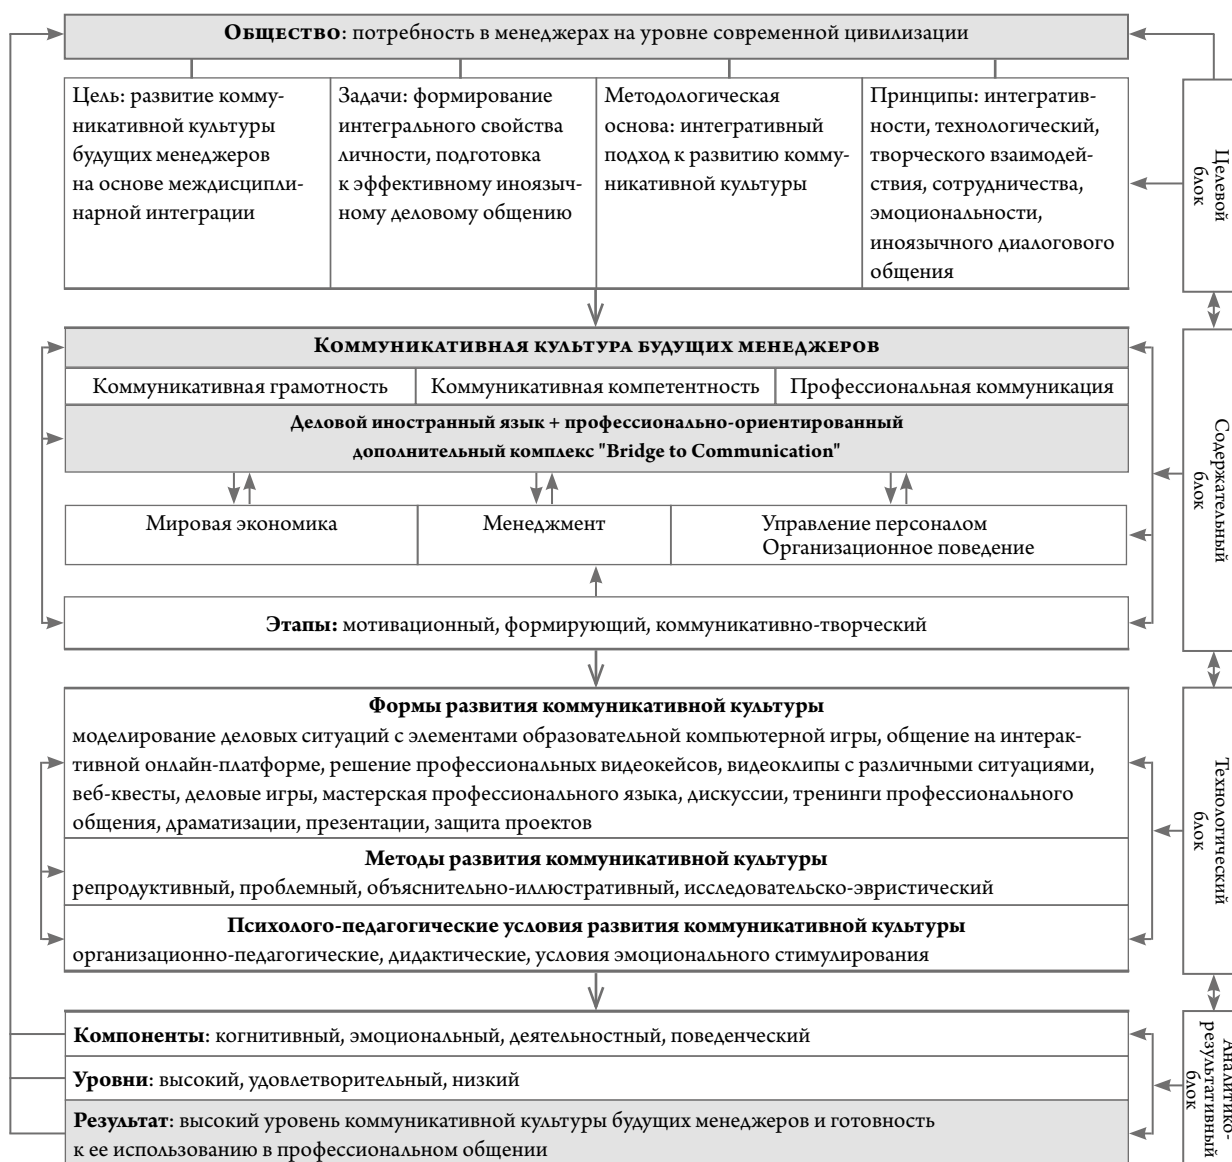 ОБЩЕСТВО: потребность в менеджерах на уровне современной цивилизации
Цель: развитие комму-
никативной культуры
будущих менеджеров
на основе междисципли-
нарной интеграции
Задачи: формирование
интегрального свойства
личности, подготовка
к эффективному иноязыч-
ному деловому общению
Методологическая
основа: интегративный
подход к развитию комму-
никативной культуры
Принципы: интегратив-
ности, технологический,
творческого взаимодей-
ствия, сотрудничества,
эмоциональности,
иноязычного диалогового
общения
Целевой
блок
КОММУНИКАТИВНАЯ КУЛЬТУРА БУДУЩИХ МЕНЕДЖЕРОВ
Коммуникативная грамотность
Коммуникативная компетентность
Профессиональная коммуникация
Деловой иностранный язык + профессионально-ориентированный
дополнительный комплекс "Bridge to Communication"
Мировая экономика
Менеджмент
Управление персоналом
Организационное поведение
Этапы: мотивационный, формирующий, коммуникативно-творческий
Содержательный
блок
Формы развития коммуникативной культуры
моделирование деловых ситуаций с элементами образовательной компьютерной игры, общение на интерак-
тивной онлайн-платформе, решение профессиональных видеокейсов, видеоклипы с различными ситуациями,
веб-квесты, деловые игры, мастерская профессионального языка, дискуссии, тренинги профессионального
общения, драматизации, презентации, защита проектов
Методы развития коммуникативной культуры
репродуктивный, проблемный, объяснительно-иллюстративный, исследовательско-эвристический
Психолого-педагогические условия развития коммуникативной культуры
организационно-педагогические, дидактические, условия эмоционального стимулирования
Технологический
блок
Компоненты: когнитивный, эмоциональный, деятельностный, поведенческий
Уровни: высокий, удовлетворительный, низкий
Результат: высокий уровень коммуникативной культуры будущих менеджеров и готовность
к ее использованию в профессиональном общении
Аналитико-
результативный
блок